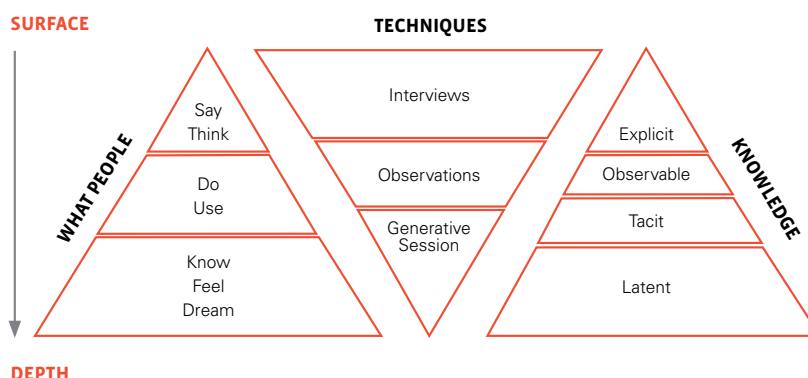 SURFACE
TECHNIQUES
WHAT PEOPLE
Say
Think
Do
Use
Know
Feel
Dream
Interviews
Observations
Generative
Session
KNOWLEDGE
Explicit
Observable
Tacit
Latent
DEPTH